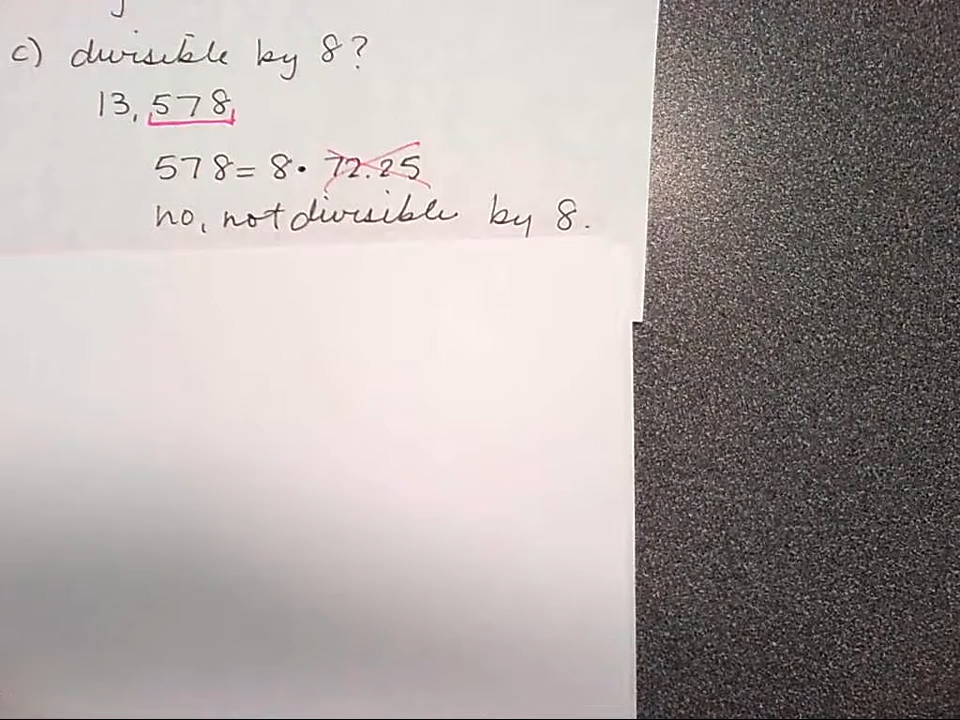 c) divisible by 8?
13,578
578 = 8 · 72.25
no, not divisible by 8.